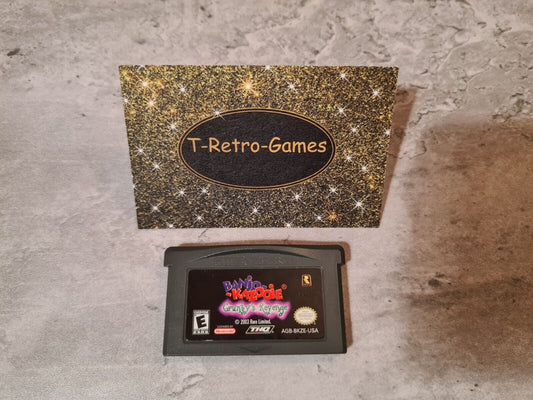 T-Retro-Games
BANJO
KAZOOIE
Grunty's Revenge
© 2003 Rare Limited.
E
THQ
AGB-BKZE-USA